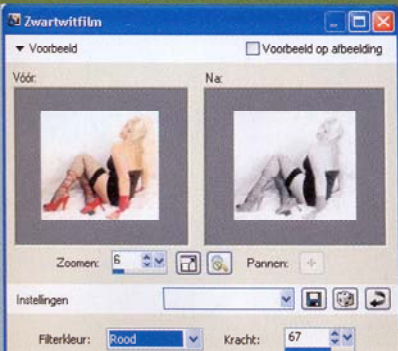 Zwartwitfilm
Voorbeeld
Voorbeeld op afbeelding
Vóór:
Na:
Zoomen: 6
Pannen:
Instellingen
Filterkleur: Rood
Kracht: 67